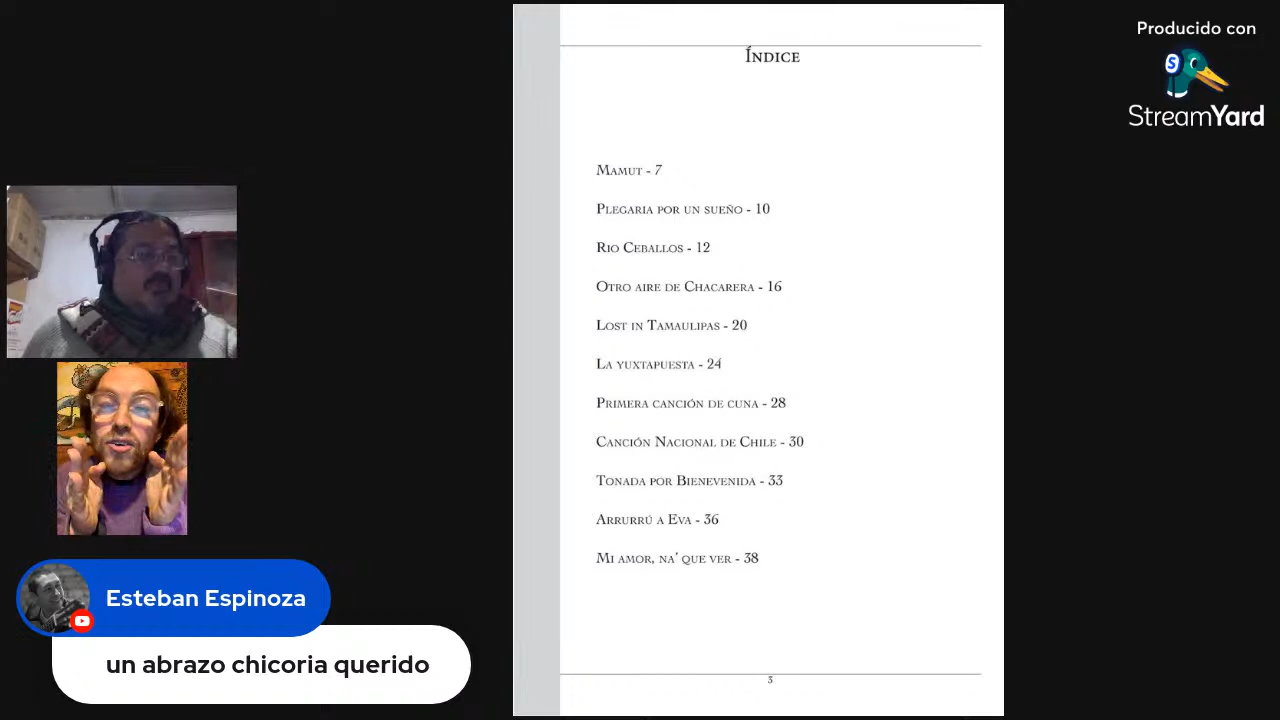 Producido con
StreamYard
S
Índice
Mamut - 7
Plegaria por un sueño - 10
Rio Ceballos - 12
Otro aire de Chacarera - 16
Lost in Tamaulipas - 20
La yuxtapuesta - 24
Primera canción de cuna - 28
Canción Nacional de Chile - 30
Tonada por Bienevenida - 33
Arrurrú a Eva - 36
Mi amor, na' que ver - 38
3
Esteban Espinoza
un abrazo chicoria querido